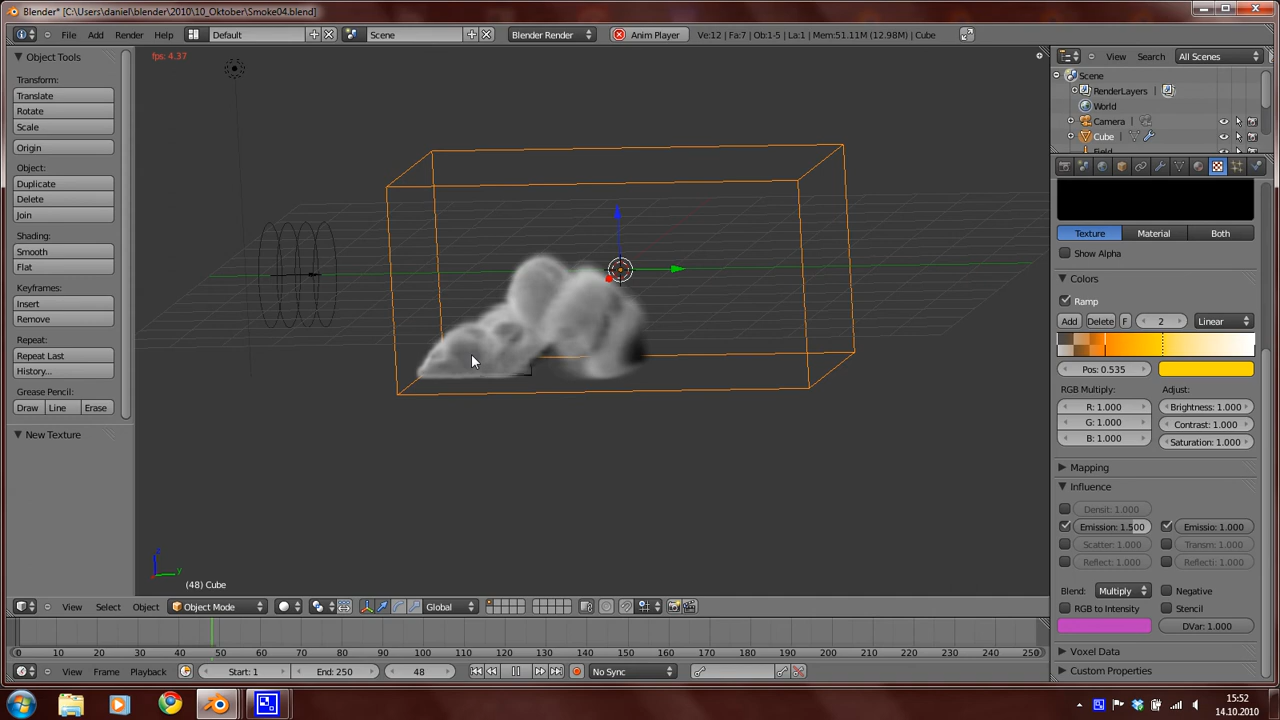 Blender* [C:\Users\daniel\blender\2010\10_Oktober\Smoke04.blend]
File Add Render Help Default Scene Blender Render Anim Player Ve:12 | Fa:7 | Ob:1-5 | La:1 | Mem:51.11M (12.98M) | Cube
Object Tools
Transform:
Translate
Rotate
Scale
Origin
Object:
Duplicate
Delete
Join
Shading:
Smooth
Flat
Keyframes:
Insert
Remove
Repeat:
Repeat Last
History...
Grease Pencil:
Draw Line Erase
New Texture
fps: 4.37
(48) Cube
z
y
View Select Object Object Mode Global
0 10 20 30 40 50 60 70 80 90 100 110 120 130 140 150 160 170 180 190 200 210 220 230 240 250
View Frame Playback Start: 1 End: 250 48 No Sync
View Search All Scenes
Scene
RenderLayers
World
Camera
Cube
Texture Material Both
Show Alpha
Colors
Ramp
Add Delete F 2 Linear
Pos: 0.535
RGB Multiply: Adjust:
R: 1.000 Brightness: 1.000
G: 1.000 Contrast: 1.000
B: 1.000 Saturation: 1.000
Mapping
Influence
Densit: 1.000
Emission: 1.500 Emissio: 1.000
Scatter: 1.000 Transm: 1.000
Reflect: 1.000 Reflecti: 1.000
Blend: Multiply Negative
RGB to Intensity Stencil
DVar: 1.000
Voxel Data
Custom Properties
15:52
14.10.2010